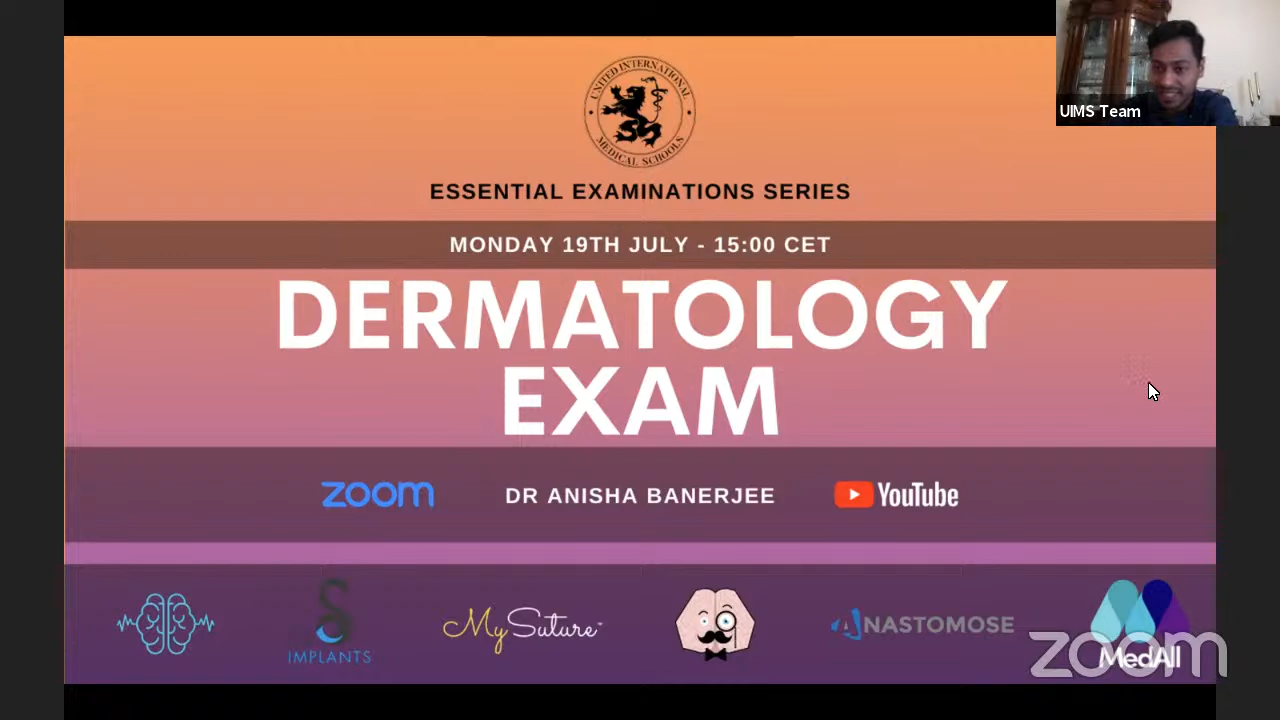 UIMS Team
UNITED INTERNATIONAL
MEDICAL SCHOOLS
ESSENTIAL EXAMINATIONS SERIES
MONDAY 19TH JULY - 15:00 CET
DERMATOLOGY
EXAM
zoom
DR ANISHA BANERJEE
YouTube
IMPLANTS
MySuture
ANASTOMOSE
MedAll
zoom